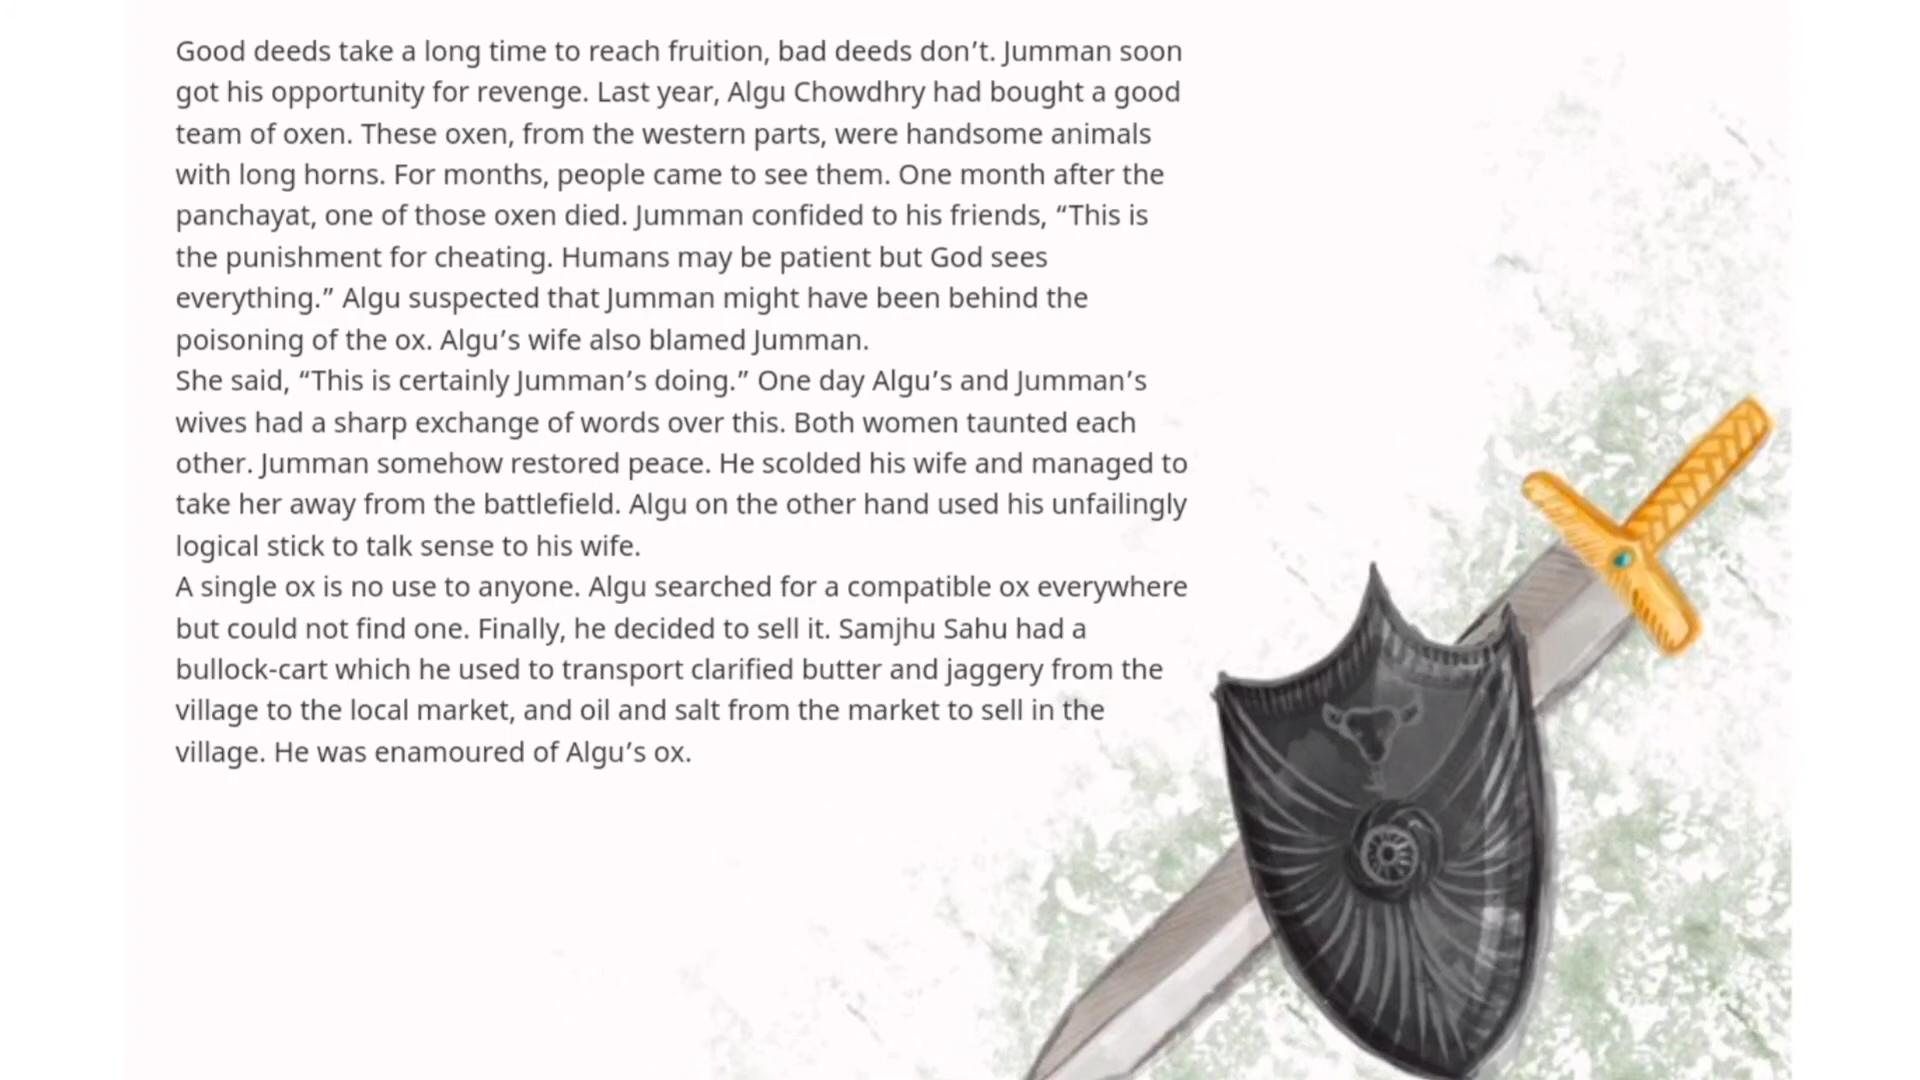 Good deeds take a long time to reach fruition, bad deeds don’t. Jumman soon
got his opportunity for revenge. Last year, Algu Chowdhry had bought a good
team of oxen. These oxen, from the western parts, were handsome animals
with long horns. For months, people came to see them. One month after the
panchayat, one of those oxen died. Jumman confided to his friends, “This is
the punishment for cheating. Humans may be patient but God sees
everything.” Algu suspected that Jumman might have been behind the
poisoning of the ox. Algu’s wife also blamed Jumman.
She said, “This is certainly Jumman’s doing.” One day Algu’s and Jumman’s
wives had a sharp exchange of words over this. Both women taunted each
other. Jumman somehow restored peace. He scolded his wife and managed to
take her away from the battlefield. Algu on the other hand used his unfailingly
logical stick to talk sense to his wife.
A single ox is no use to anyone. Algu searched for a compatible ox everywhere
but could not find one. Finally, he decided to sell it. Samjhu Sahu had a
bullock-cart which he used to transport clarified butter and jaggery from the
village to the local market, and oil and salt from the market to sell in the
village. He was enamoured of Algu’s ox.